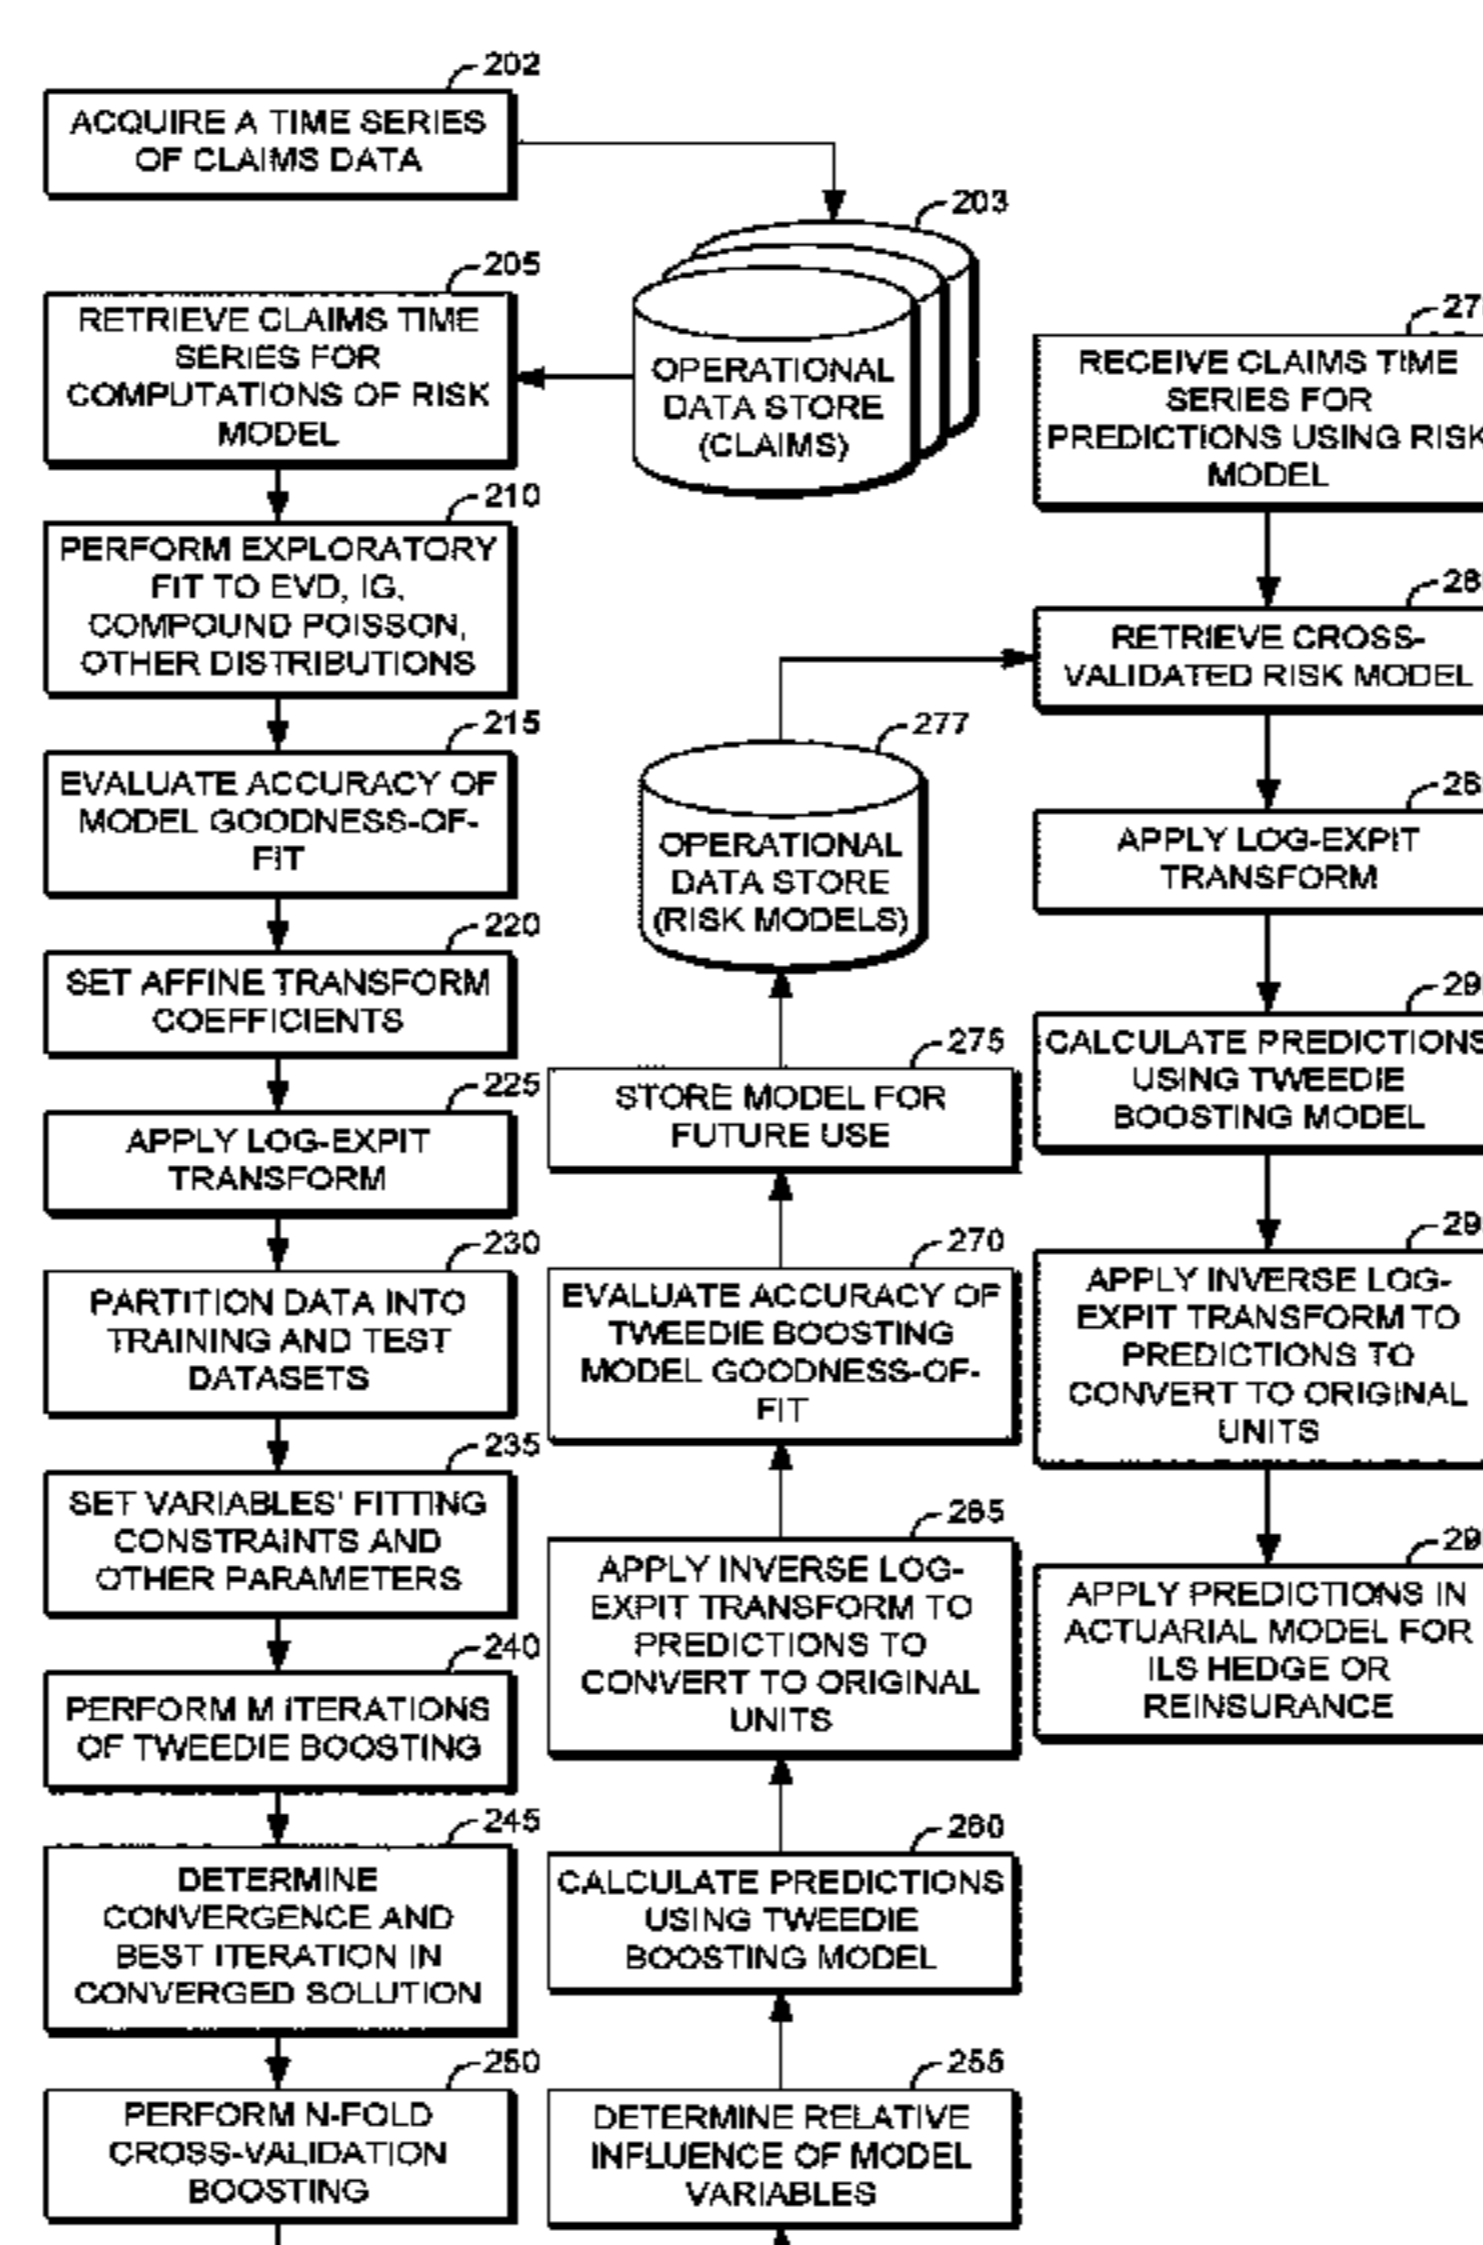 202
ACQUIRE A TIME SERIES
OF CLAIMS DATA
203
OPERATIONAL
DATA STORE
(CLAIMS)
205
RETRIEVE CLAIMS TIME
SERIES FOR
COMPUTATIONS OF RISK
MODEL
210
PERFORM EXPLORATORY
FIT TO EVD, IG,
COMPOUND POISSON,
OTHER DISTRIBUTIONS
215
EVALUATE ACCURACY OF
MODEL GOODNESS-OF-
FIT
220
SET AFFINE TRANSFORM
COEFFICIENTS
225
APPLY LOG-EXPIT
TRANSFORM
230
PARTITION DATA INTO
TRAINING AND TEST
DATASETS
235
SET VARIABLES' FITTING
CONSTRAINTS AND
OTHER PARAMETERS
240
PERFORM M ITERATIONS
OF TWEEDIE BOOSTING
245
DETERMINE
CONVERGENCE AND
BEST ITERATION IN
CONVERGED SOLUTION
250
PERFORM N-FOLD
CROSS-VALIDATION
BOOSTING
277
OPERATIONAL
DATA STORE
(RISK MODELS)
275
STORE MODEL FOR
FUTURE USE
270
EVALUATE ACCURACY OF
TWEEDIE BOOSTING
MODEL GOODNESS-OF-
FIT
265
APPLY INVERSE LOG-
EXPIT TRANSFORM TO
PREDICTIONS TO
CONVERT TO ORIGINAL
UNITS
260
CALCULATE PREDICTIONS
USING TWEEDIE
BOOSTING MODEL
255
DETERMINE RELATIVE
INFLUENCE OF MODEL
VARIABLES
27
RECEIVE CLAIMS TIME
SERIES FOR
PREDICTIONS USING RISK
MODEL
28
RETRIEVE CROSS-
VALIDATED RISK MODEL
28
APPLY LOG-EXPIT
TRANSFORM
29
CALCULATE PREDICTIONS
USING TWEEDIE
BOOSTING MODEL
29
APPLY INVERSE LOG-
EXPIT TRANSFORM TO
PREDICTIONS TO
CONVERT TO ORIGINAL
UNITS
29
APPLY PREDICTIONS IN
ACTUARIAL MODEL FOR
ILS HEDGE OR
REINSURANCE